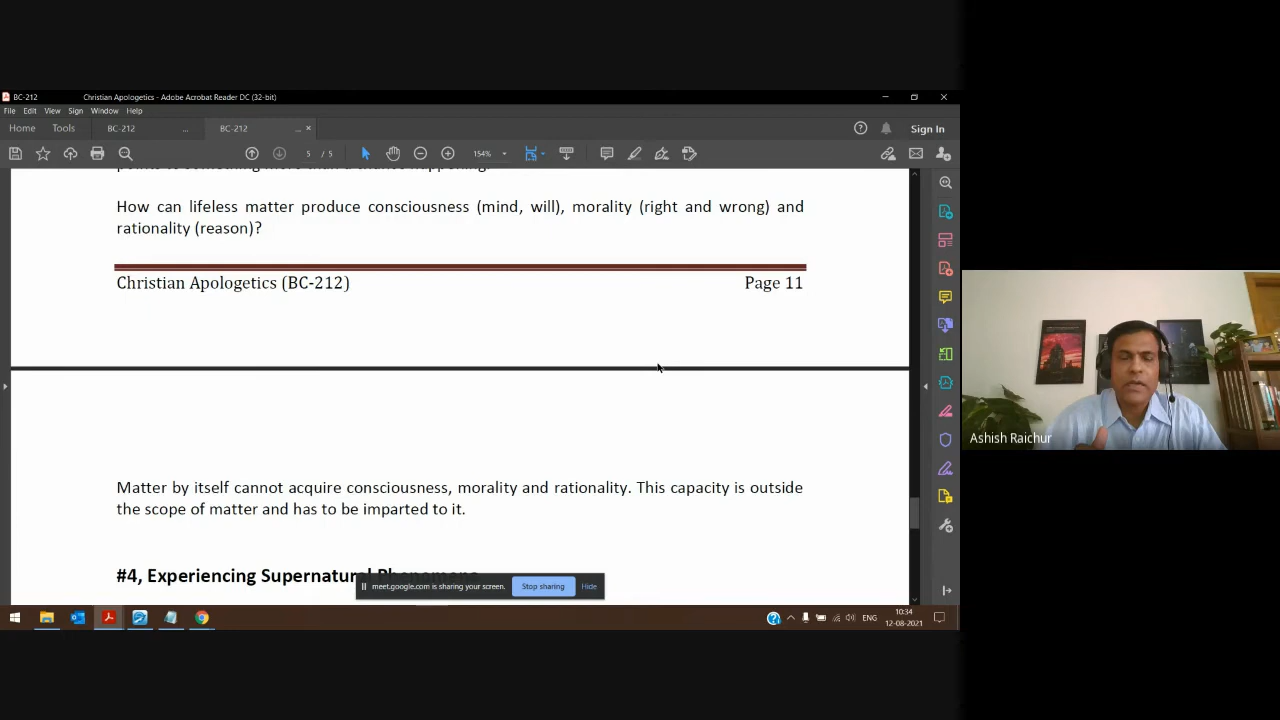 BC-212 Christian Apologetics - Adobe Acrobat Reader DC (32-bit)
File Edit View Sign Window Help
Home Tools BC-212 ... BC-212 ... × Sign In
5 / 5 154%
How can lifeless matter produce consciousness (mind, will), morality (right and wrong) and
rationality (reason)?
Christian Apologetics (BC-212) Page 11
Matter by itself cannot acquire consciousness, morality and rationality. This capacity is outside
the scope of matter and has to be imparted to it.
#4, Experiencing Supernatural
meet.google.com is sharing your screen. Stop sharing Hide
ENG
10:34
12-08-2021
Ashish Raichur